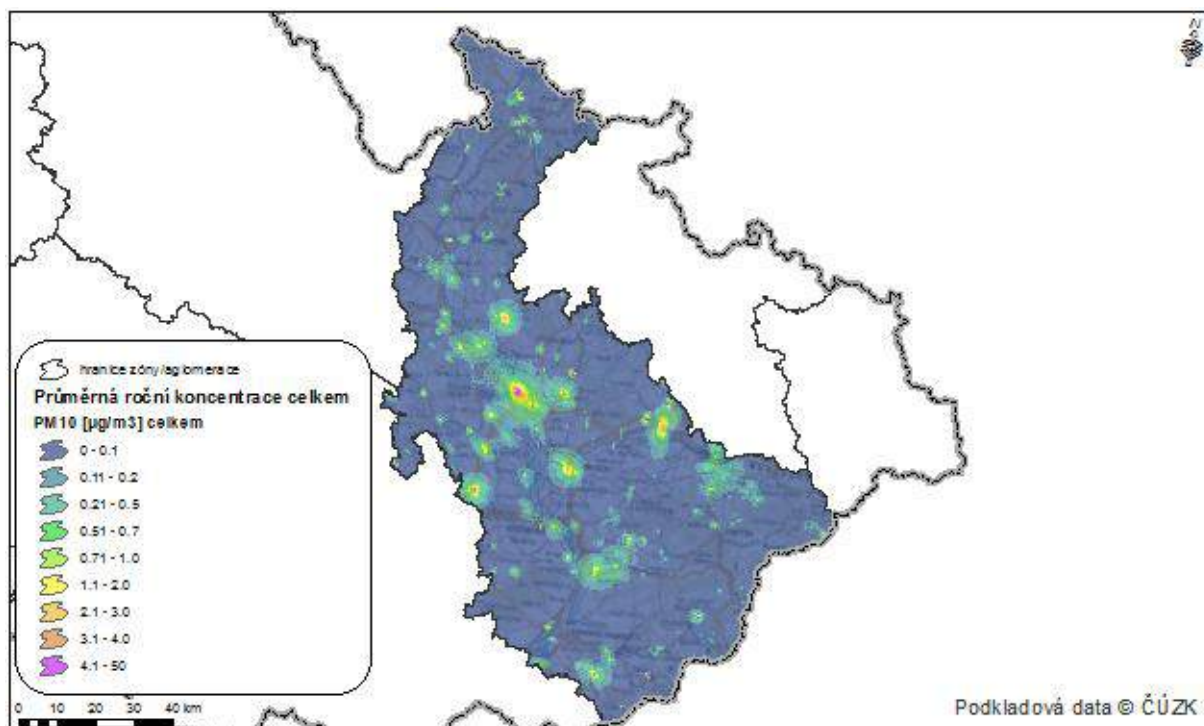 N
hranice zóny/aglomerace
Průměrná roční koncentrace celkem
PM10 [µg/m3] celkem
0 - 0.1
0.11 - 0.2
0.21 - 0.5
0.51 - 0.7
0.71 - 1.0
1.1 - 2.0
2.1 - 3.0
3.1 - 4.0
4.1 - 50
0 10 20 30 40 km
Podkladová data © ČÚZK